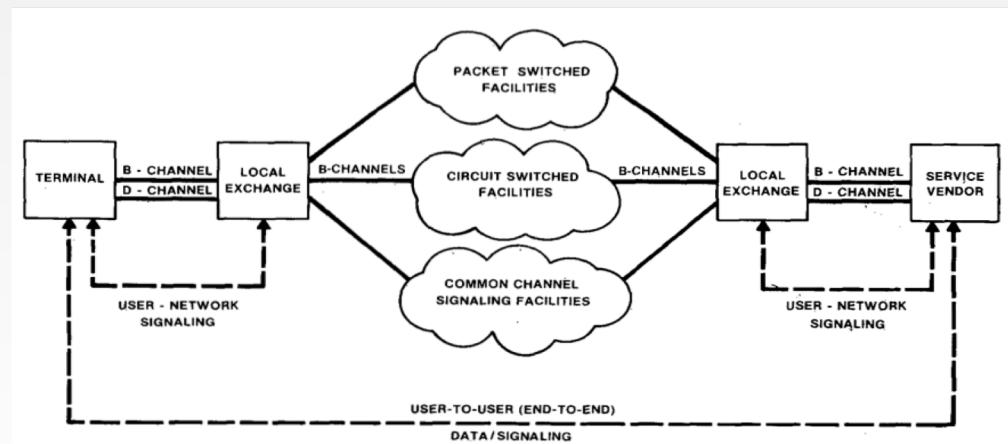 PACKET SWITCHED
FACILITIES
TERMINAL
B - CHANNEL
D - CHANNEL
LOCAL
EXCHANGE
B-CHANNELS
CIRCUIT SWITCHED
FACILITIES
B-CHANNELS
LOCAL
EXCHANGE
B - CHANNEL
D - CHANNEL
SERVICE
VENDOR
COMMON CHANNEL
SIGNALING FACILITIES
USER - NETWORK
SIGNALING
USER - NETWORK
SIGNALING
USER-TO-USER (END-TO-END)
DATA/SIGNALING